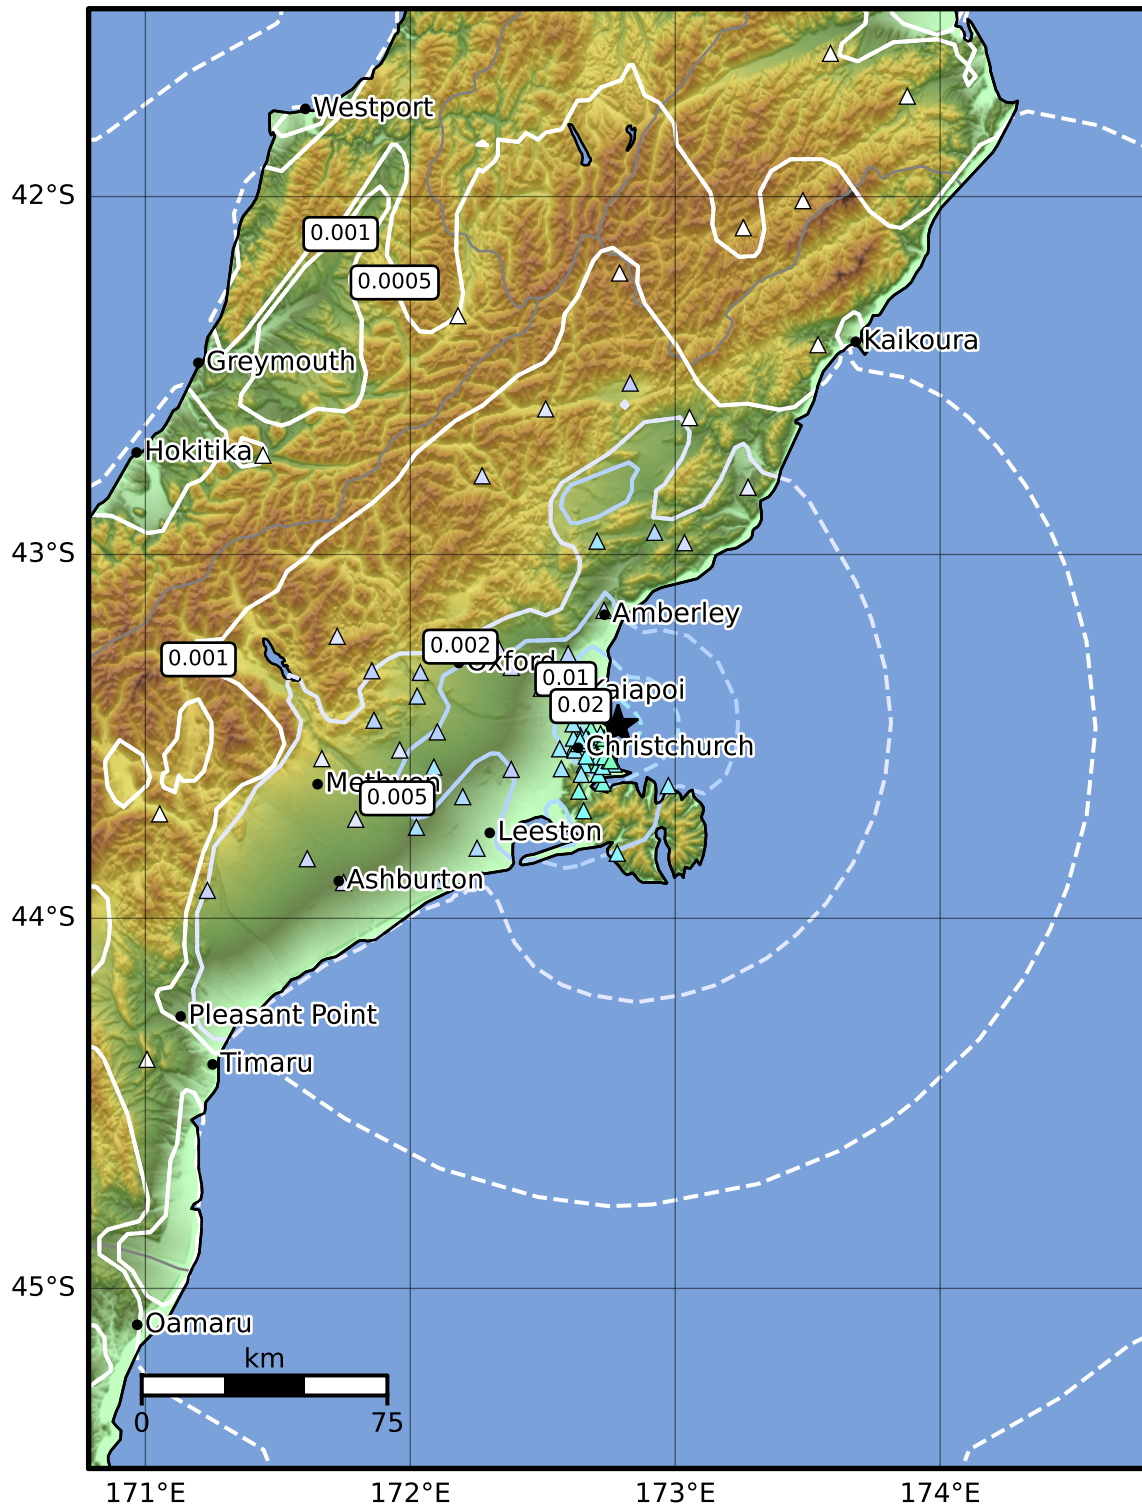 Westport
42°S
0.001
0.0005
Kaikoura
Greymouth
Hokitika
43°S
Amberley
0.002
0.001
Oxford
0.01
Kaiapoi
0.02
Christchurch
Methven
0.005
Leeston
Ashburton
44°S
Pleasant Point
Timaru
45°S
Oamaru
km
0 75
171°E 172°E 173°E 174°E